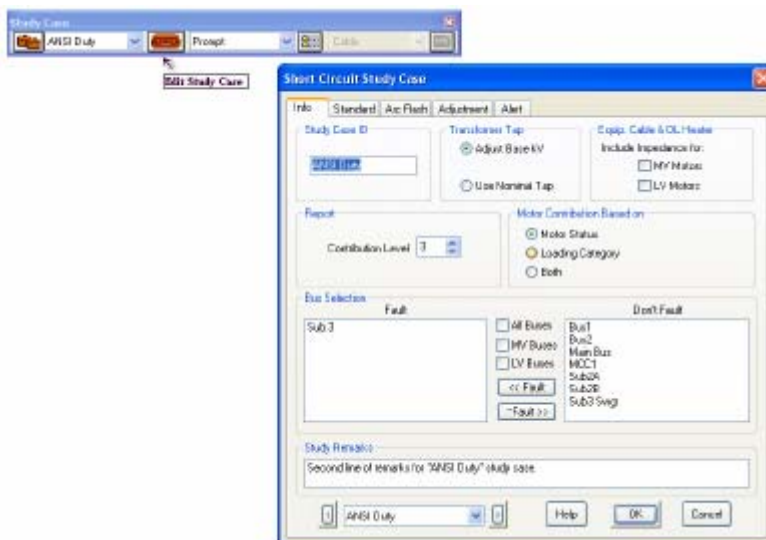 Study Case
ANSI Duty
Prompt
Cable
Edit Study Case
Short Circuit Study Case
Info Standard Arc Flash Adjustment Alert
Study Case ID
ANSI Duty
Transformer Tap
Adjust Base kV
Use Nominal Tap
Equip. Cable & OL Heater
Include Impedance for:
MV Motors
LV Motors
Report
Contribution Level 3
Motor Contribution Based on
Motor Status
Loading Category
Both
Bus Selection
Fault
Don't Fault
Sub 3
All Buses
MV Buses
LV Buses
<< Fault
~Fault >>
Bus1
Bus2
Main Bus
MCC1
Sub2A
Sub2B
Sub3 Swgr
Study Remarks
Second line of remarks for "ANSI Duty" study case.
ANSI Duty
Help
OK
Cancel